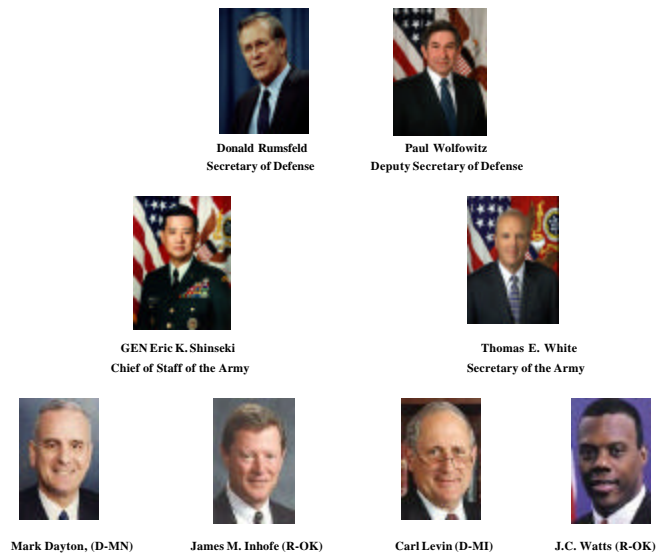 Donald Rumsfeld
Secretary of Defense
Paul Wolfowitz
Deputy Secretary of Defense
GEN Eric K. Shinseki
Chief of Staff of the Army
Thomas E. White
Secretary of the Army
Mark Dayton, (D-MN)
James M. Inhofe (R-OK)
Carl Levin (D-MI)
J.C. Watts (R-OK)